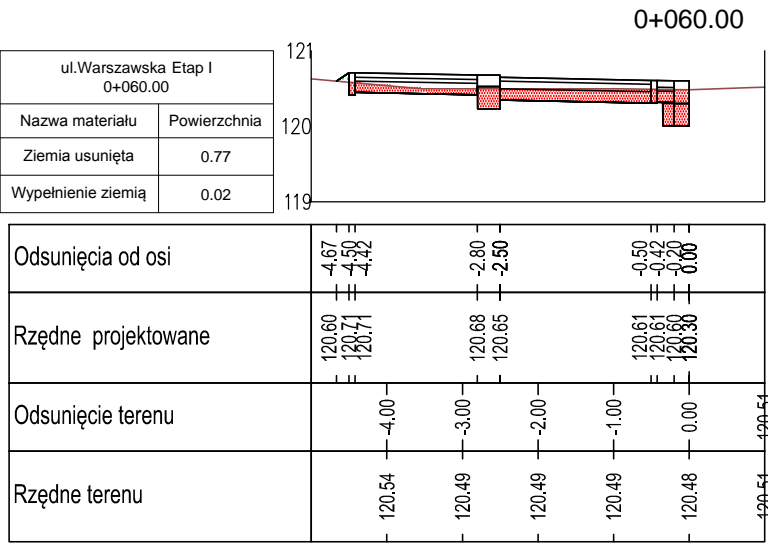 0+060.00
ul.Warszawska Etap I
0+060.00
Nazwa materiału Powierzchnia
Ziemia usunięta 0.77
Wypełnienie ziemią 0.02
121
120
119
Odsunięcia od osi -4.67 -4.50 -4.42 -2.80 -2.50 -0.50 -0.42 -0.20 0.00
Rzędne projektowane 120.60 120.71 120.71 120.68 120.65 120.61 120.61 120.60 120.30
Odsunięcie terenu -4.00 -3.00 -2.00 -1.00 0.00 120.51
Rzędne terenu 120.54 120.49 120.49 120.49 120.48 120.51